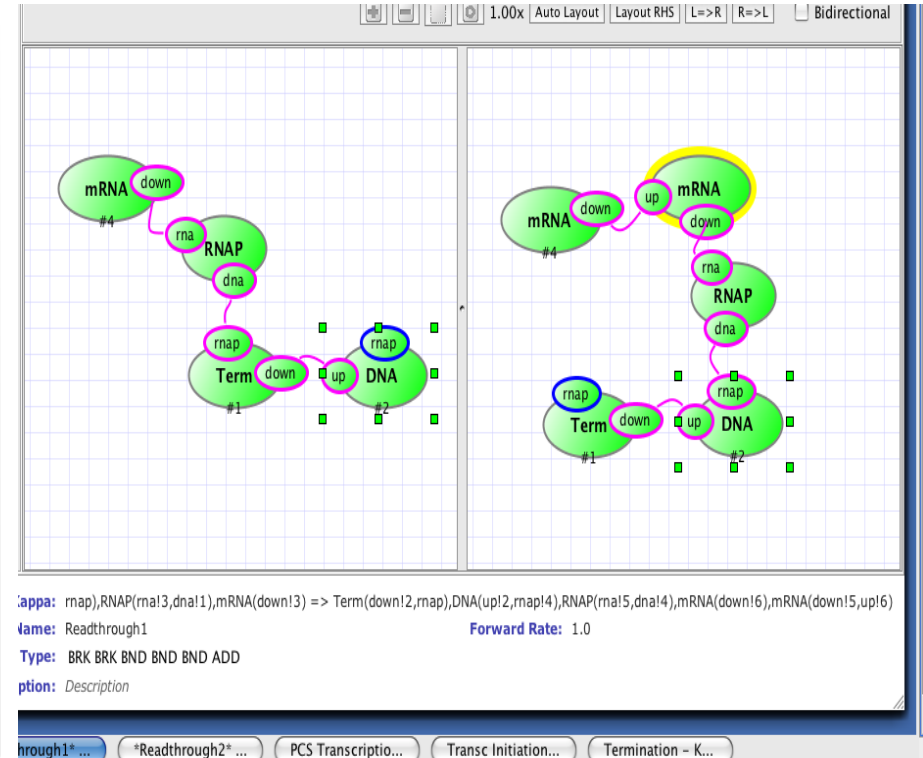 1.00x Auto Layout Layout RHS L=>R R=>L Bidirectional
mRNA down
#4
rna
RNAP
dna
rnap
Term down
#1
rnap
up DNA
#2
mRNA down
#4
up mRNA
down
rna
RNAP
dna
rnap
Term down
#1
rnap
up DNA
#2
Kappa: rnap),RNAP(rna!3,dna!1),mRNA(down!3) => Term(down!2,rnap),DNA(up!2,rnap!4),RNAP(rna!5,dna!4),mRNA(down!6),mRNA(down!5,up!6)
Name: Readthrough1 Forward Rate: 1.0
Type: BRK BRK BND BND BND ADD
ption: Description
hrough1* ... *Readthrough2* ... PCS Transcriptio... Transc Initiation... Termination – K...